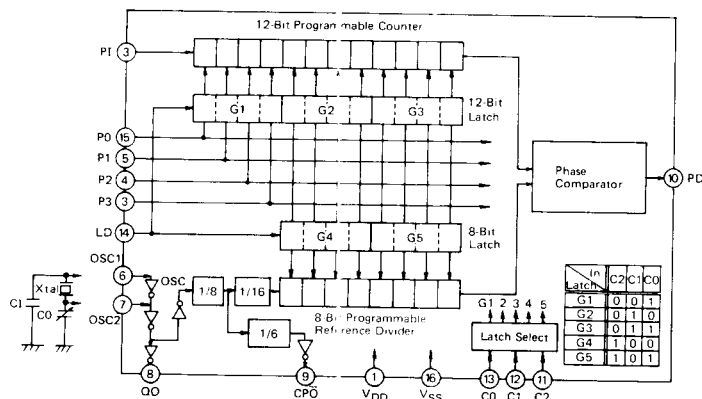 12-Bit Programmable Counter
PI 3
G1 G2 G3 12-Bit Latch
P0 15
P1 5
P2 4
P3 3
LD 14
Phase Comparator
10 PD
G4 G5 8-Bit Latch
OSC1
6
Xtal
C1
C0
7
OSC2
OSC
1/8 1/16
8-Bit Programmable Reference Divider
1/6
G1 2 3 4 5
Latch Select
In Latch C2 C1 C0
G1 0 0 1
G2 0 1 0
G3 0 1 1
G4 1 0 0
G5 1 0 1
8 9 1 16 13 12 11
QO CPO VDD VSS C0 C1 C2